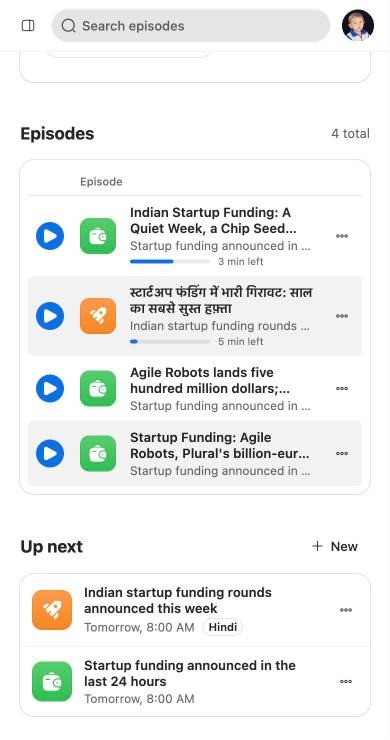 Search episodes
Episodes
4 total
Episode
Indian Startup Funding: A
Quiet Week, a Chip Seed...
Startup funding announced in ...
3 min left
स्टार्टअप फंडिंग में भारी गिरावट: साल
का सबसे सुस्त हफ़्ता
Indian startup funding rounds ...
5 min left
Agile Robots lands five
hundred million dollars;...
Startup funding announced in ...
Startup Funding: Agile
Robots, Plural's billion-eur...
Startup funding announced in ...
Up next
+ New
Indian startup funding rounds
announced this week
Tomorrow, 8:00 AM Hindi
Startup funding announced in the
last 24 hours
Tomorrow, 8:00 AM